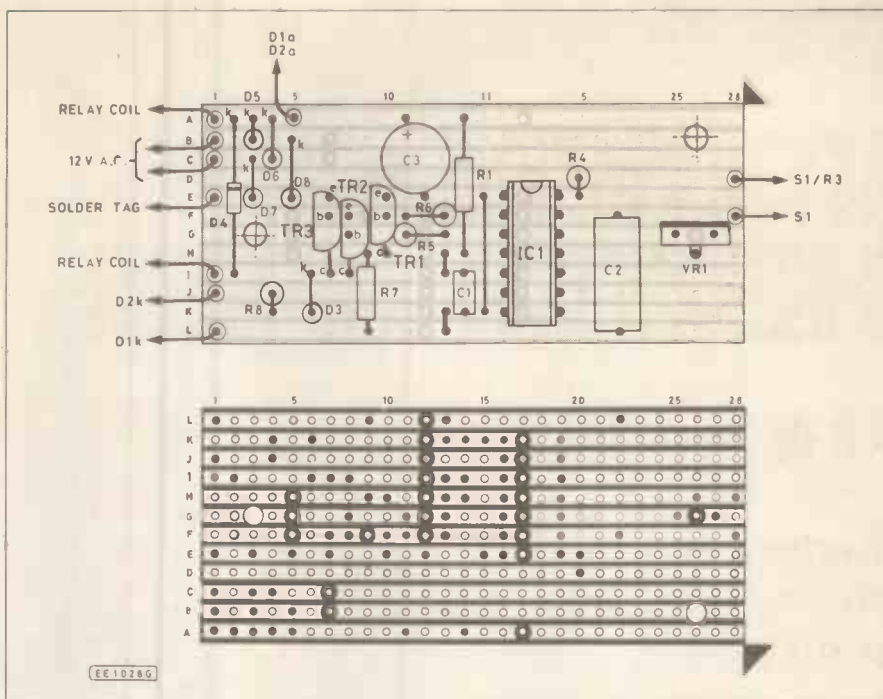 D1a
D2a
1 D5 5 10 11 5 25 28
RELAY COIL k k k A
B k
12V A.C. C D6
D k
SOLDER TAG E D7 D8 e TR2 e C3 + R1 R4 S1/R3
D4 F b e b R6 S1
TR3 G b R5
H c TR1 IC1 C2 VR1
RELAY COIL I k c c
D2k J R7 C1
K R8 D3
D1k L
1 5 10 15 20 25 28
L
K
J
I
H
G
F
E
D
C
B
A
EE1028G